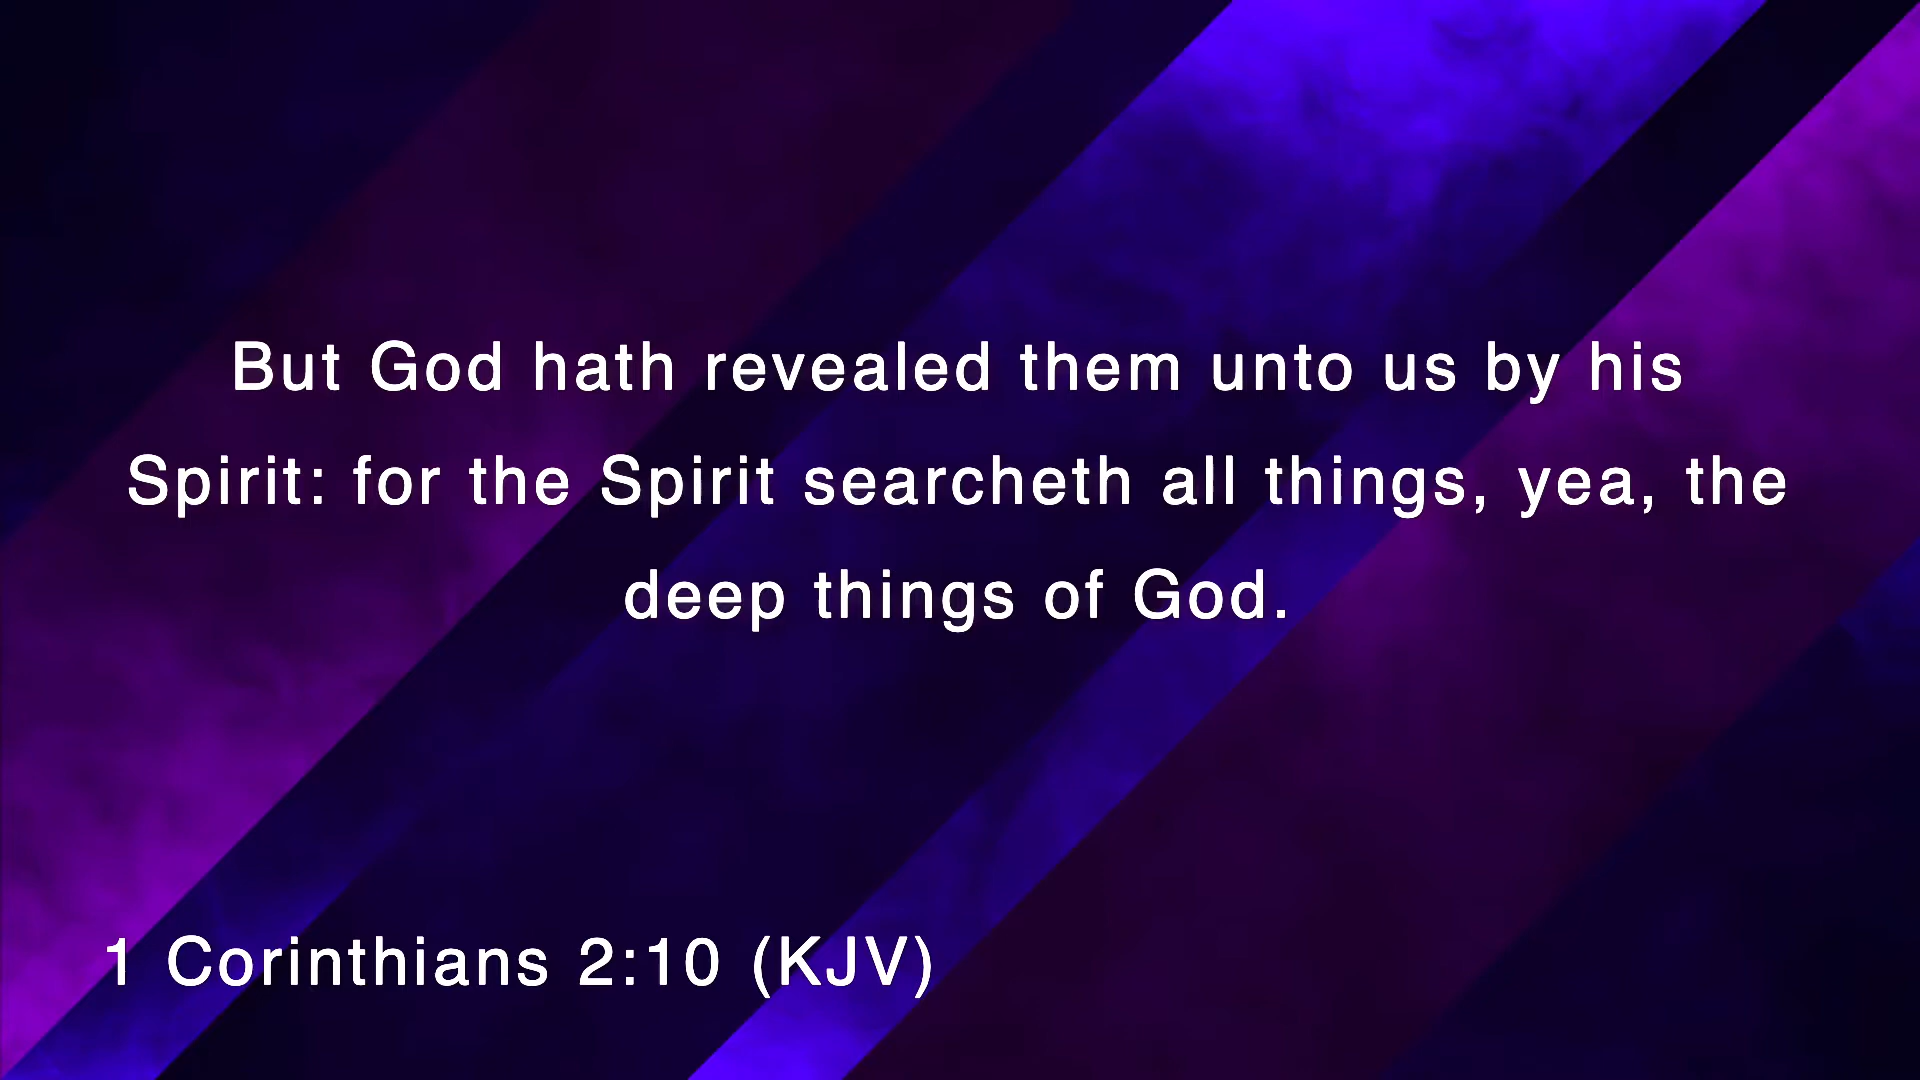 But God hath revealed them unto us by his
Spirit: for the Spirit searcheth all things, yea, the
deep things of God.
1 Corinthians 2:10 (KJV)